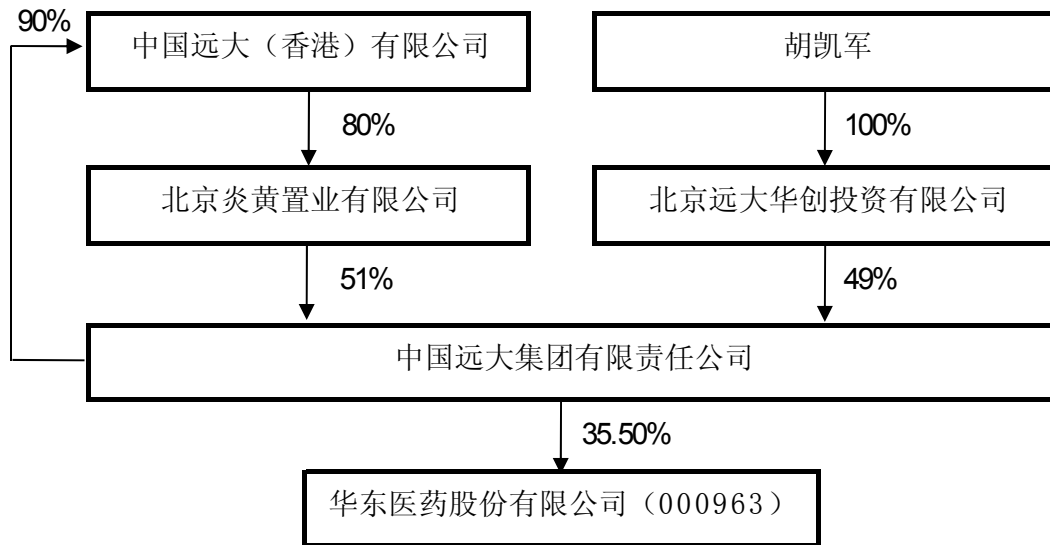 90%
中国远大（香港）有限公司
胡凯军
80%
100%
北京炎黄置业有限公司
北京远大华创投资有限公司
51%
49%
中国远大集团有限责任公司
35.50%
华东医药股份有限公司（000963）